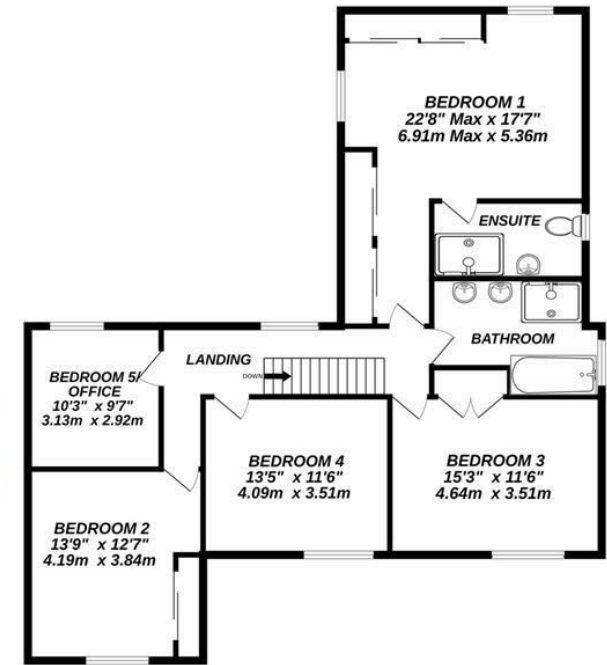 BEDROOM 1
22'8" Max x 17'7"
6.91m Max x 5.36m
ENSUITE
BATHROOM
LANDING
DOWN
BEDROOM 5/
OFFICE
10'3" x 9'7"
3.13m x 2.92m
BEDROOM 4
13'5" x 11'6"
4.09m x 3.51m
BEDROOM 3
15'3" x 11'6"
4.64m x 3.51m
BEDROOM 2
13'9" x 12'7"
4.19m x 3.84m